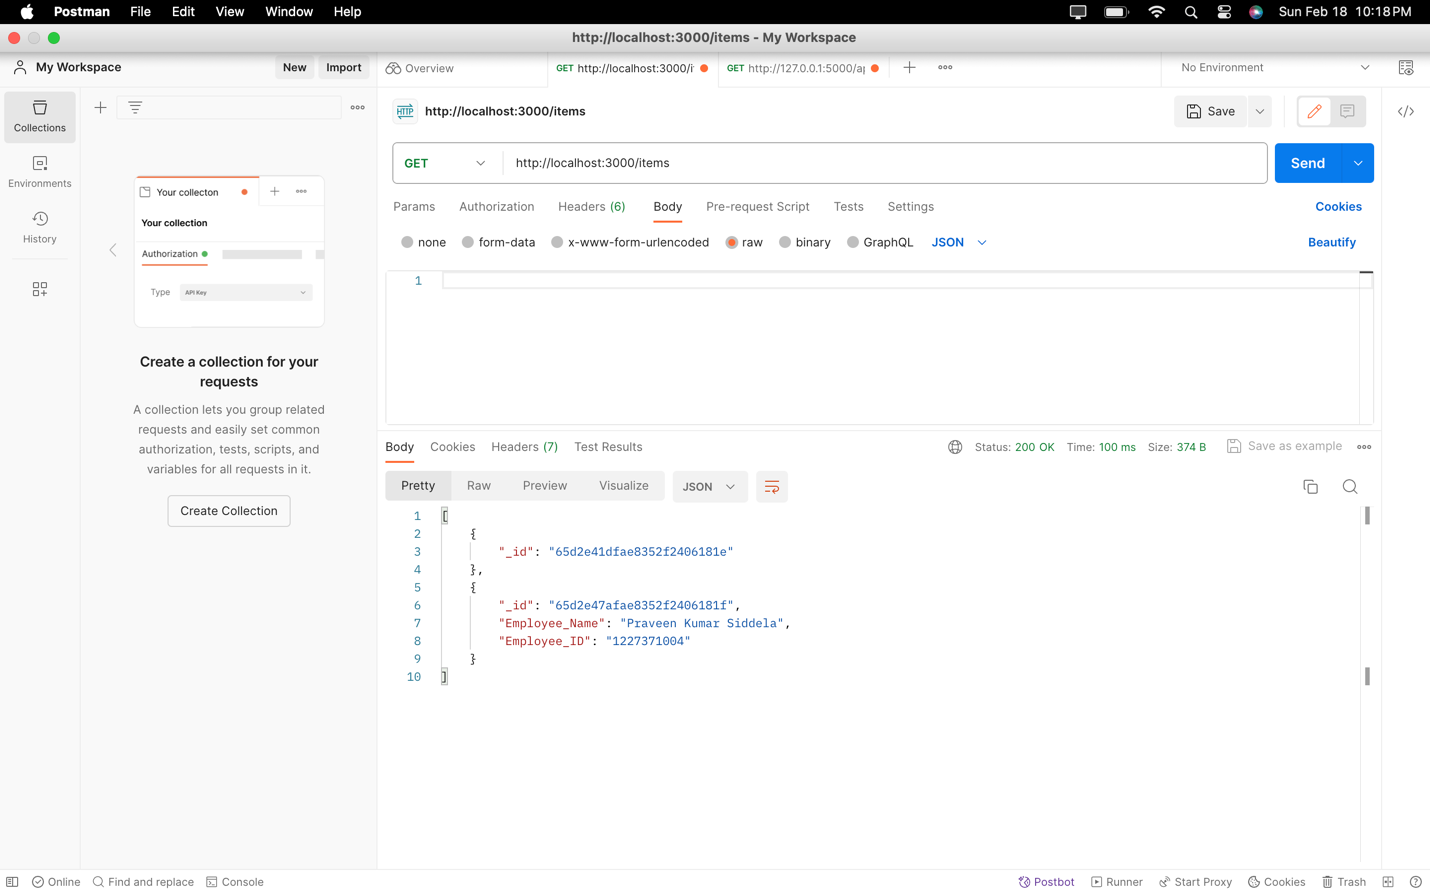 Postman File Edit View Window Help Sun Feb 18 10:18 PM
http://localhost:3000/items - My Workspace
My Workspace New Import Overview GET http://localhost:3000/i GET http://127.0.0.1:5000/a No Environment
Collections
Environments
History
Your collecton
Your collection
Authorization
Type API Key
Create a collection for your
requests
A collection lets you group related
requests and easily set common
authorization, tests, scripts, and
variables for all requests in it.
Create Collection
HTTP http://localhost:3000/items Save
GET http://localhost:3000/items Send
Params Authorization Headers (6) Body Pre-request Script Tests Settings Cookies
none form-data x-www-form-urlencoded raw binary GraphQL JSON Beautify
1
Body Cookies Headers (7) Test Results Status: 200 OK Time: 100 ms Size: 374 B Save as example
Pretty Raw Preview Visualize JSON
1 [
2 {
3 "_id": "65d2e41dfae8352f2406181e"
4 },
5 {
6 "_id": "65d2e47afae8352f2406181f",
7 "Employee_Name": "Praveen Kumar Siddela",
8 "Employee_ID": "1227371004"
9 }
10 ]
Online Find and replace Console Postbot Runner Start Proxy Cookies Trash